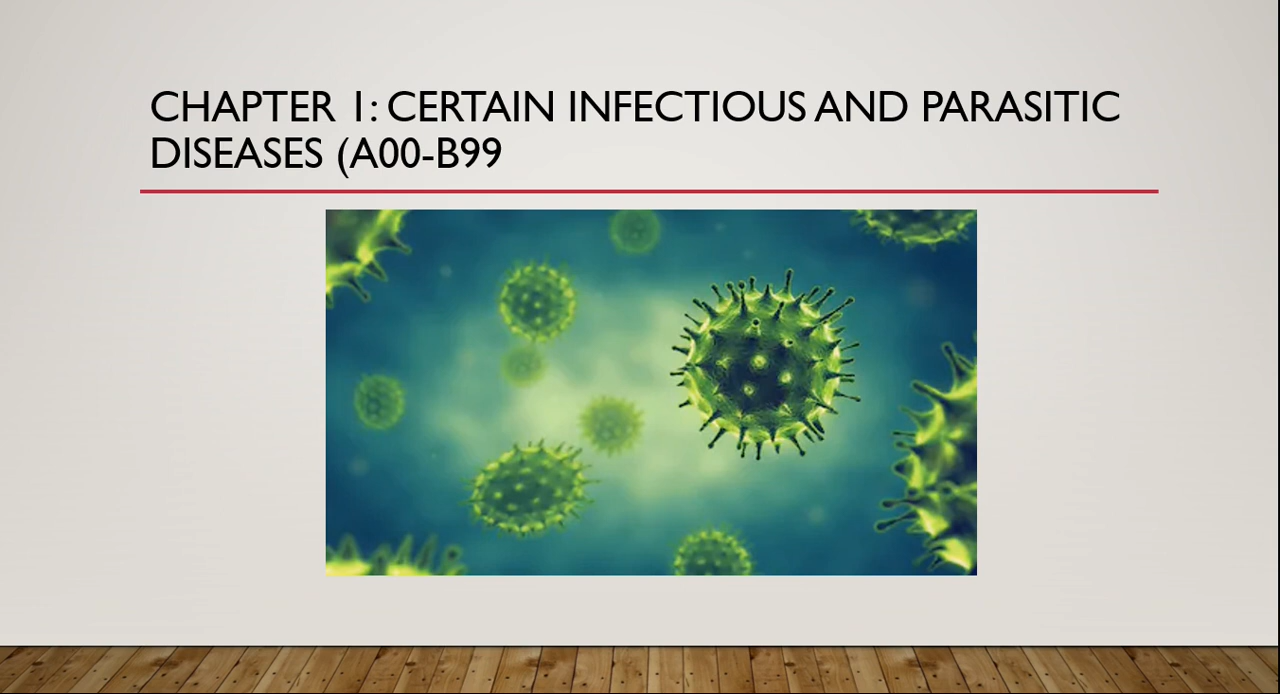 CHAPTER 1: CERTAIN INFECTIOUS AND PARASITIC
DISEASES (A00-B99